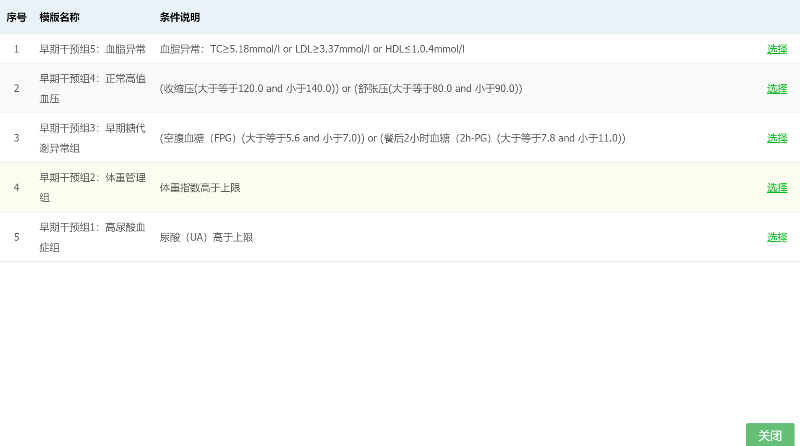 序号 模版名称 条件说明
1 早期干预组5：血脂异常 血脂异常：TC≥5.18mmol/l or LDL≥3.37mmol/l or HDL≤1.0.4mmol/l 选择
2 早期干预组4：正常高值血压 (收缩压(大于等于120.0 and 小于140.0)) or (舒张压(大于等于80.0 and 小于90.0)) 选择
3 早期干预组3：早期糖代谢异常组 (空腹血糖（FPG）(大于等于5.6 and 小于7.0)) or (餐后2小时血糖（2h-PG）(大于等于7.8 and 小于11.0)) 选择
4 早期干预组2：体重管理组 体重指数高于上限 选择
5 早期干预组1：高尿酸血症组 尿酸（UA）高于上限 选择
关闭